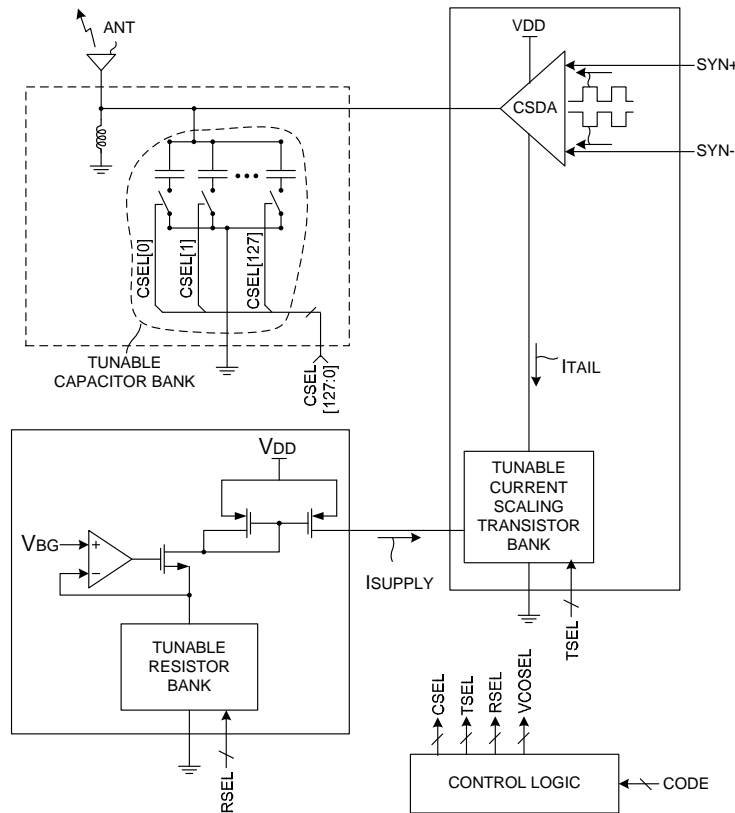 ANT
VDD
CSDA
SYN+
SYN-
CSEL[0]
CSEL[1]
CSEL[127]
TUNABLE
CAPACITOR BANK
CSEL
[127:0]
ITAIL
VDD
VBG
+
−
ISUPPLY
TUNABLE
CURRENT
SCALING
TRANSISTOR
BANK
TSEL
TUNABLE
RESISTOR
BANK
RSEL
CSEL
TSEL
RSEL
VCOSEL
CONTROL LOGIC
CODE